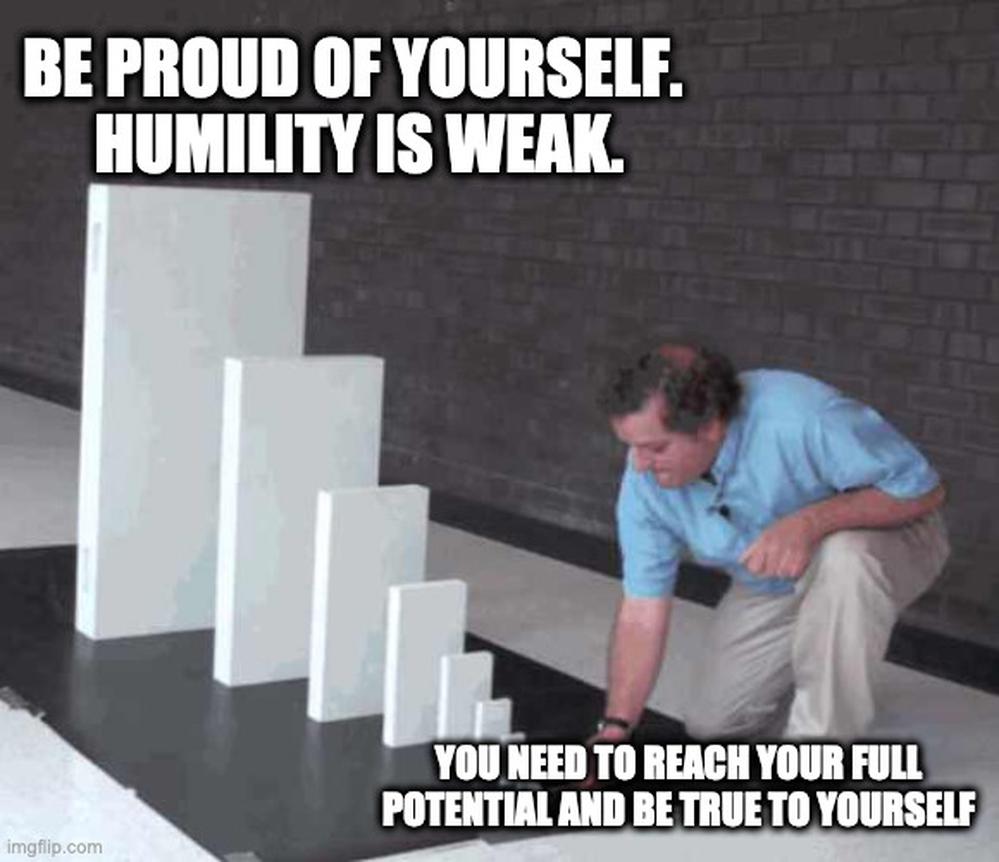 BE PROUD OF YOURSELF.
HUMILITY IS WEAK.
YOU NEED TO REACH YOUR FULL
POTENTIAL AND BE TRUE TO YOURSELF
imgflip.com